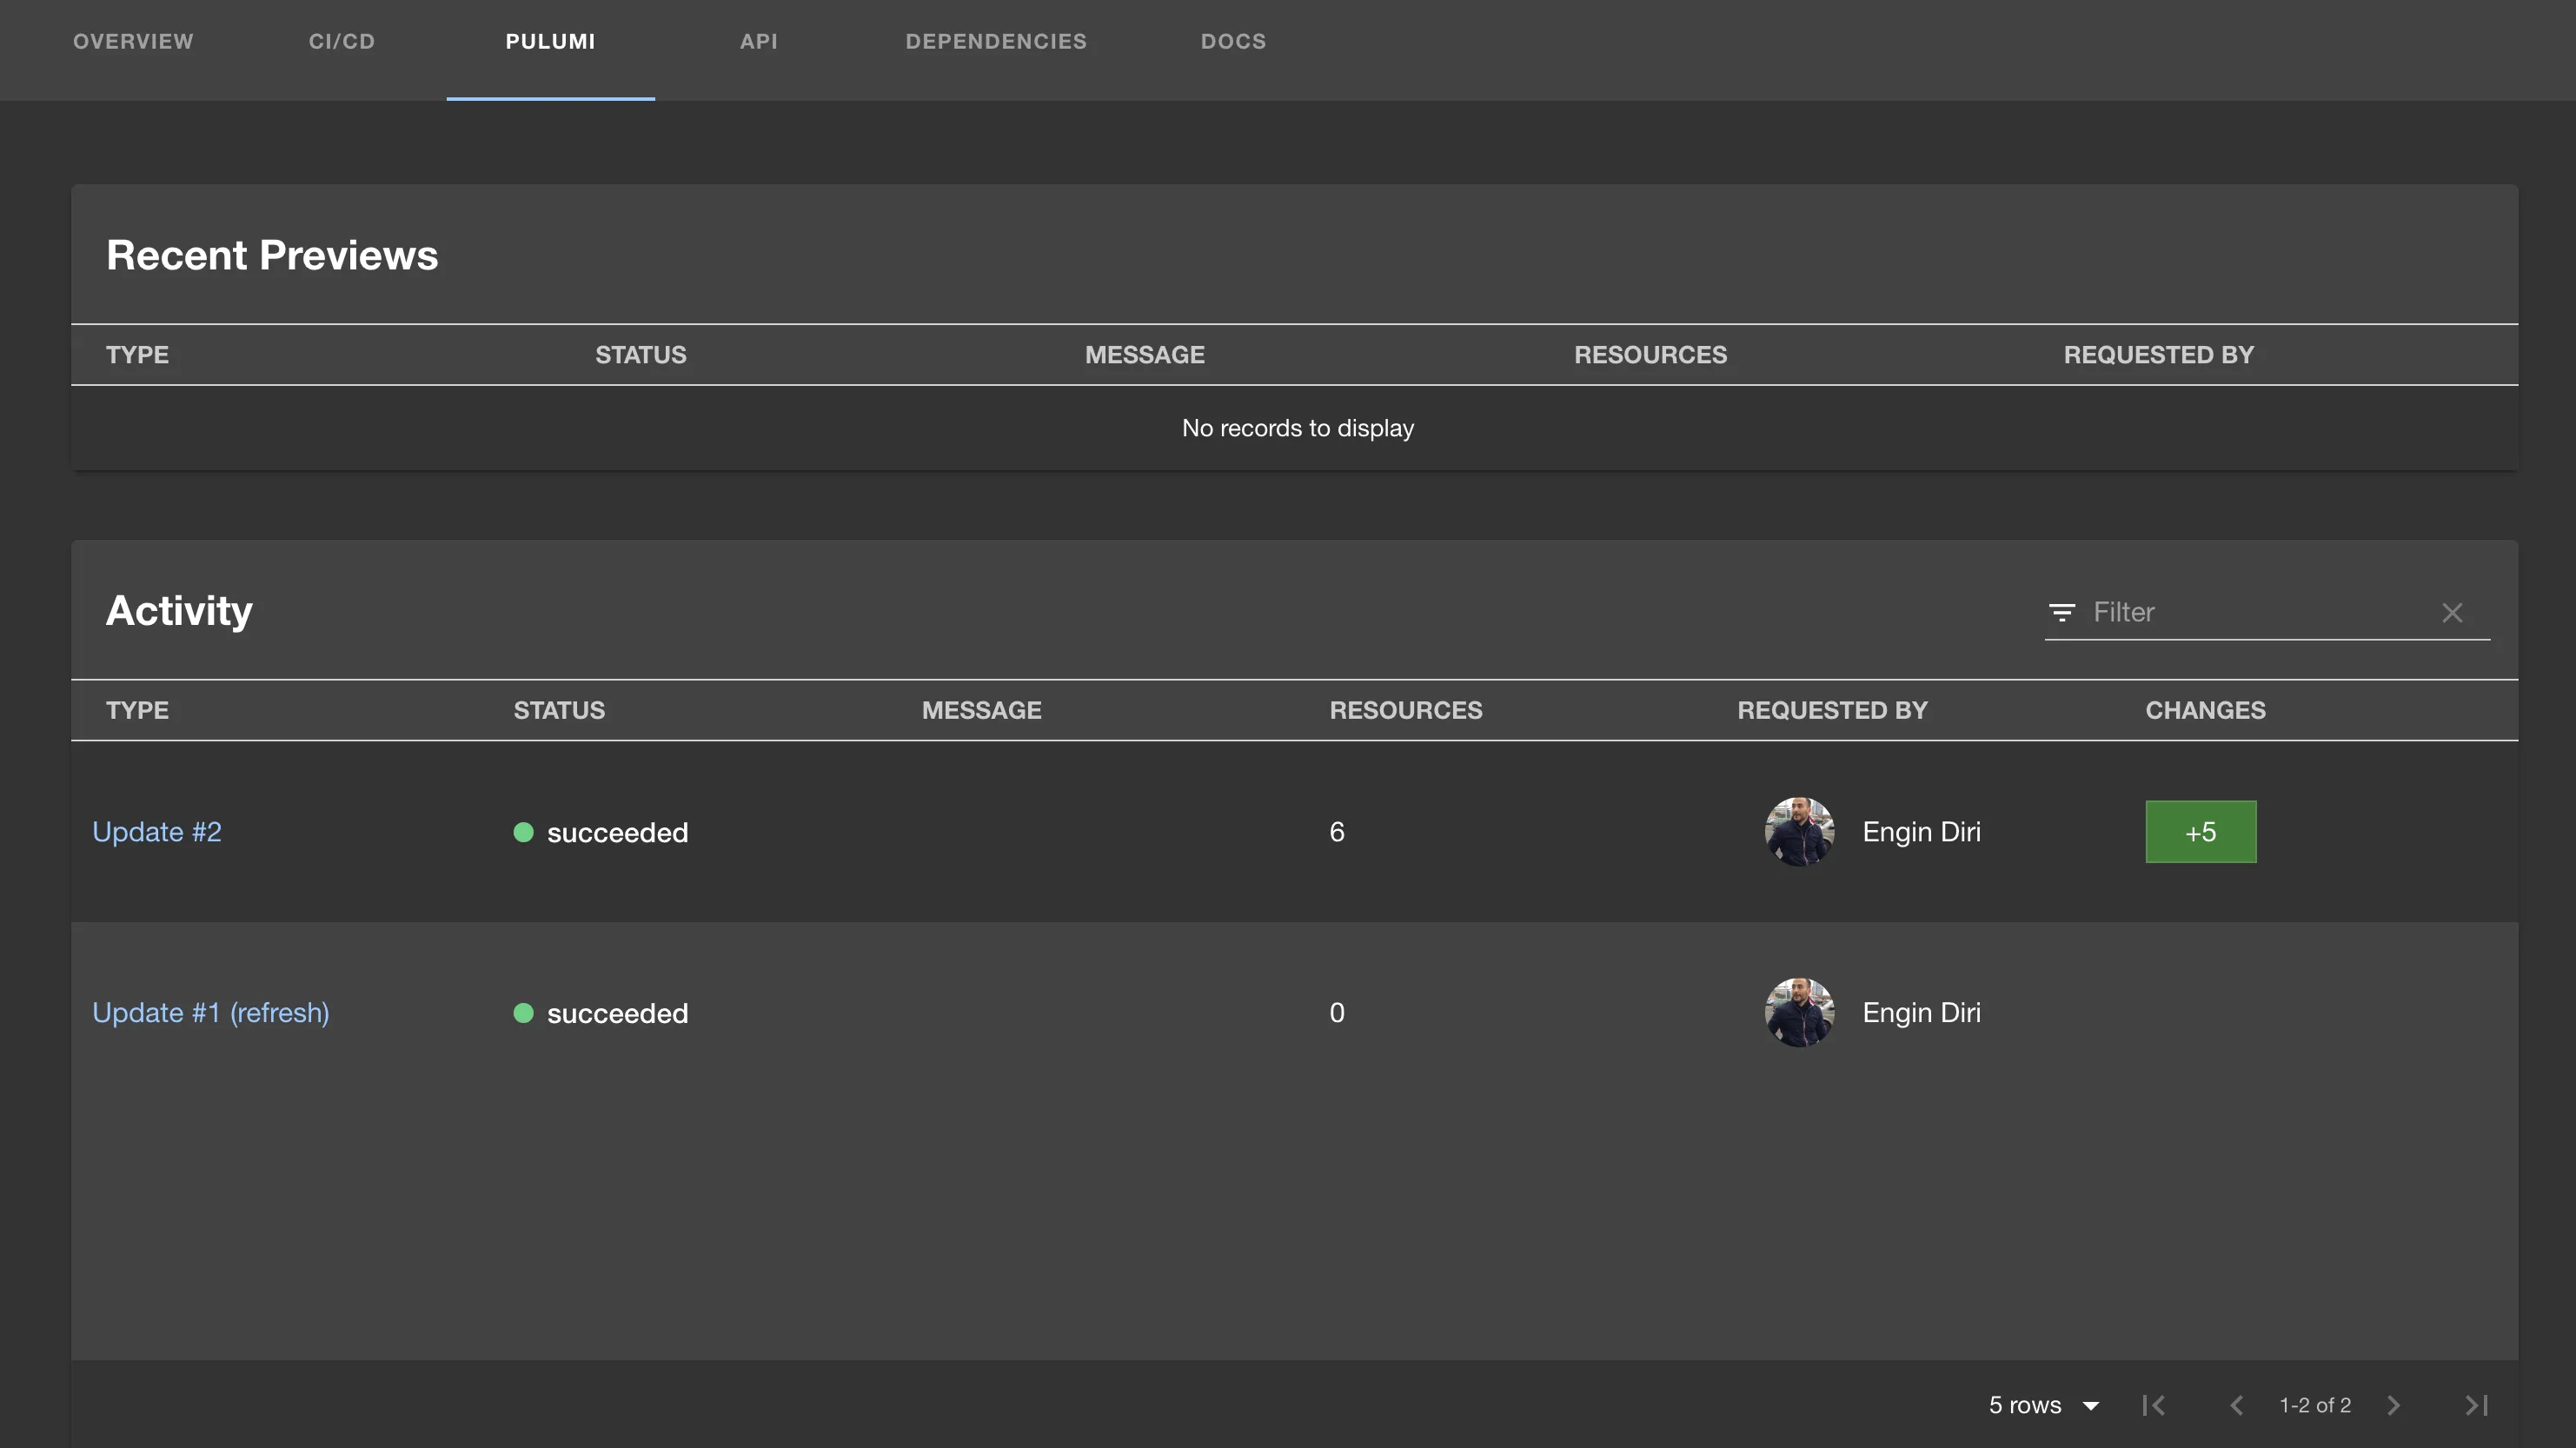 OVERVIEW CI/CD PULUMI API DEPENDENCIES DOCS
Recent Previews
TYPE STATUS MESSAGE RESOURCES REQUESTED BY
No records to display
Activity
Filter
TYPE STATUS MESSAGE RESOURCES REQUESTED BY CHANGES
Update #2 succeeded 6 Engin Diri +5
Update #1 (refresh) succeeded 0 Engin Diri
5 rows 1-2 of 2